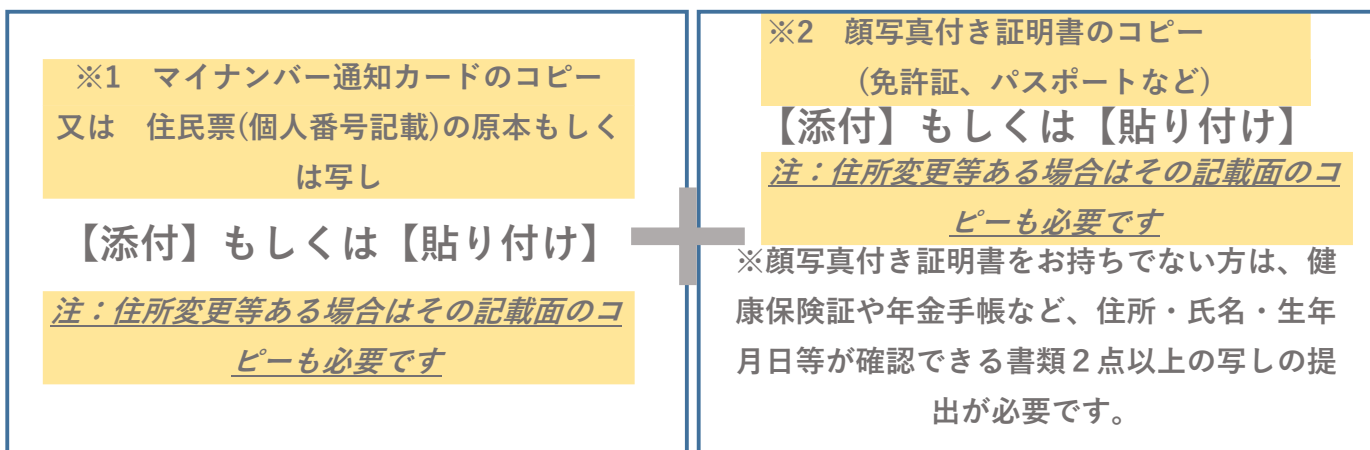 ※1　マイナンバー通知カードのコピー
又は　住民票(個人番号記載)の原本もしく
は写し
【添付】もしくは【貼り付け】
注：住所変更等ある場合はその記載面のコ
ピーも必要です
※2　顔写真付き証明書のコピー
(免許証、パスポートなど)
【添付】もしくは【貼り付け】
注：住所変更等ある場合はその記載面のコ
ピーも必要です
※顔写真付き証明書をお持ちでない方は、健
康保険証や年金手帳など、住所・氏名・生年
月日等が確認できる書類２点以上の写しの提
出が必要です。